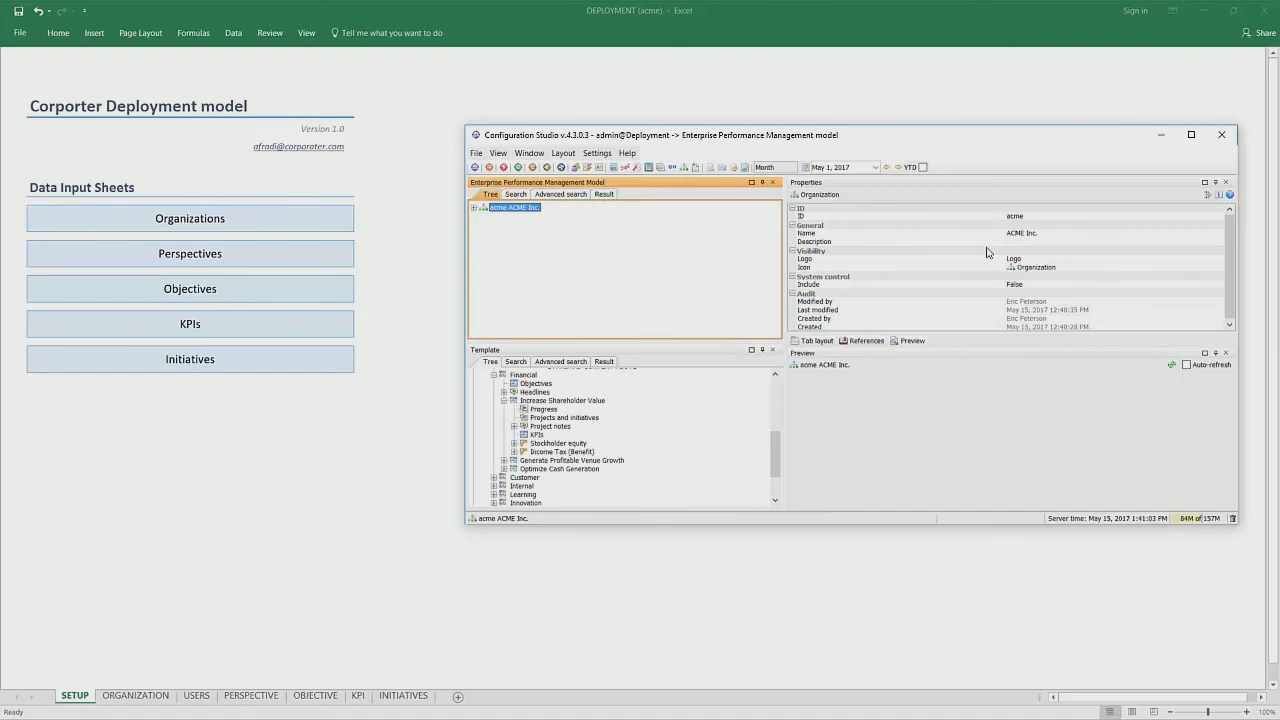 DEPLOYMENT (acme) - Excel
Sign in
File Home Insert Page Layout Formulas Data Review View Tell me what you want to do
Share
Corporter Deployment model
Version 1.0
afradi@corporater.com
Data Input Sheets
Organizations
Perspectives
Objectives
KPIs
Initiatives
Configuration Studio v.4.3.0.3 - admin@Deployment -> Enterprise Performance Management model
File View Window Layout Settings Help
Month May 1, 2017 YTD
Enterprise Performance Management Model
Tree Search Advanced search Result
acme ACME Inc.
Properties
Organization
ID
ID acme
General
Name ACME Inc.
Description
Visibility
Logo Logo
Icon Organization
System control
Include False
Audit
Modified by Eric Peterson
Last modified May 15, 2017 12:40:35 PM
Created by Eric Peterson
Created May 15, 2017 12:40:28 PM
Tab layout References Preview
Template
Tree Search Advanced search Result
Financial
Objectives
Headlines
Increase Shareholder Value
Progress
Projects and initiatives
Project notes
KPIs
Stockholder equity
Income Tax (Benefit)
Generate Profitable Venue Growth
Optimize Cash Generation
Customer
Internal
Learning
Innovation
Preview
acme ACME Inc.
Auto-refresh
acme ACME Inc.
Server time: May 15, 2017 1:41:03 PM 84M of 157M
SETUP ORGANIZATION USERS PERSPECTIVE OBJECTIVE KPI INITIATIVES
Ready
100%